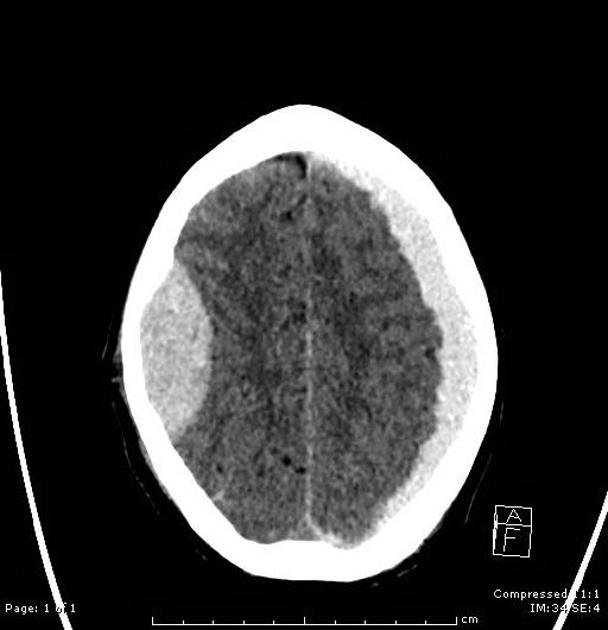 A
F
Compressed 11:1
Page: 1 of 1
IM:34 SE:4
cm